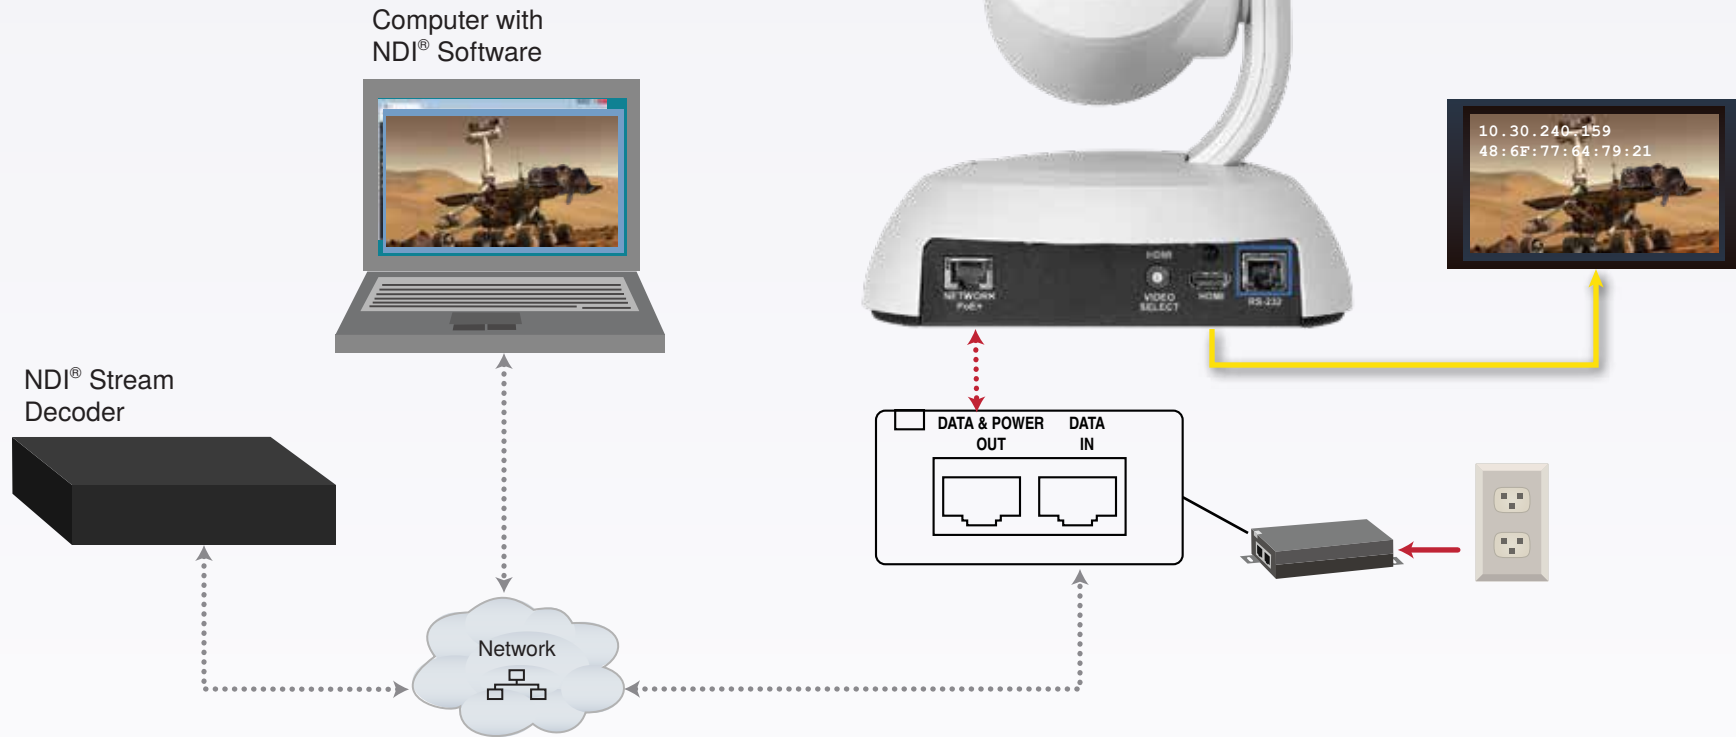 Computer with
NDI® Software
10.30.240.159
48:6F:77:64:79:21
HDMI
NETWORK
PoE+
VIDEO
SELECT
HDMI
RS-232
NDI® Stream
Decoder
DATA & POWER
OUT
DATA
IN
Network